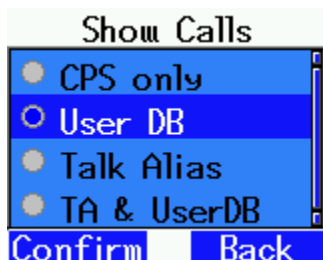 Show Calls
CPS only
User DB
Talk Alias
TA & UserDB
Confirm Back